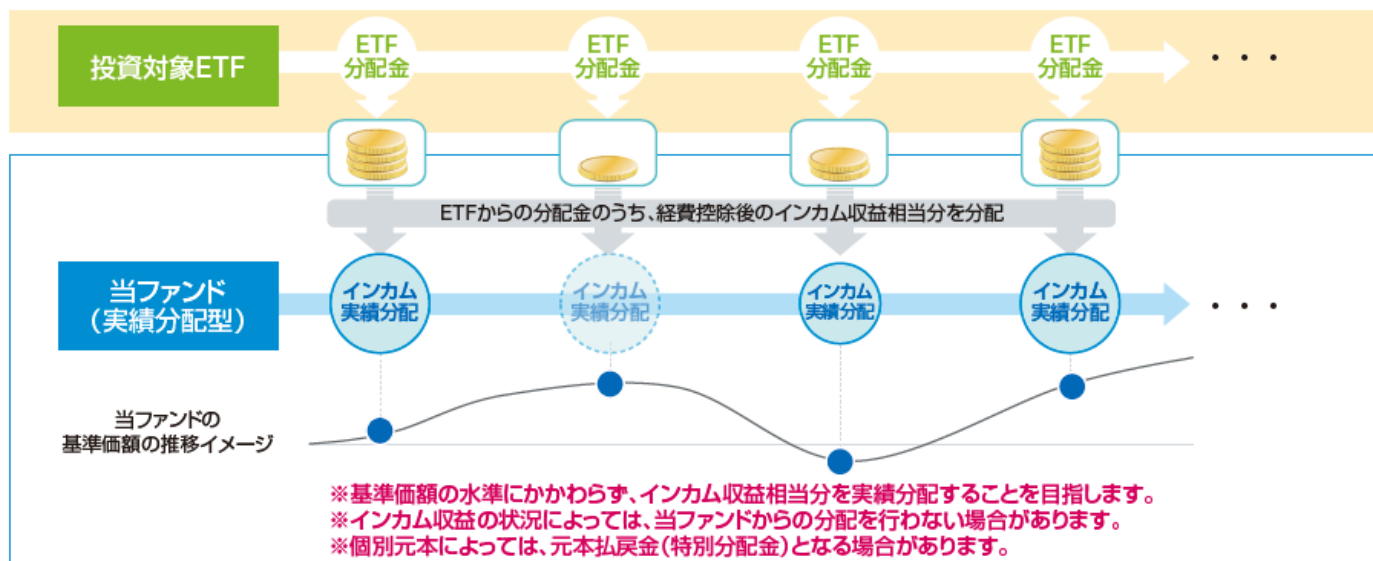 投資対象ETF
ETF
分配金
ETF
分配金
ETF
分配金
ETF
分配金
・・・
ETFからの分配金のうち、経費控除後のインカム収益相当分を分配
当ファンド
(実績分配型)
インカム
実績分配
インカム
実績分配
インカム
実績分配
インカム
実績分配
・・・
当ファンドの
基準価額の推移イメージ
※基準価額の水準にかかわらず、インカム収益相当分を実績分配することを目指します。
※インカム収益の状況によっては、当ファンドからの分配を行わない場合があります。
※個別元本によっては、元本払戻金(特別分配金)となる場合があります。